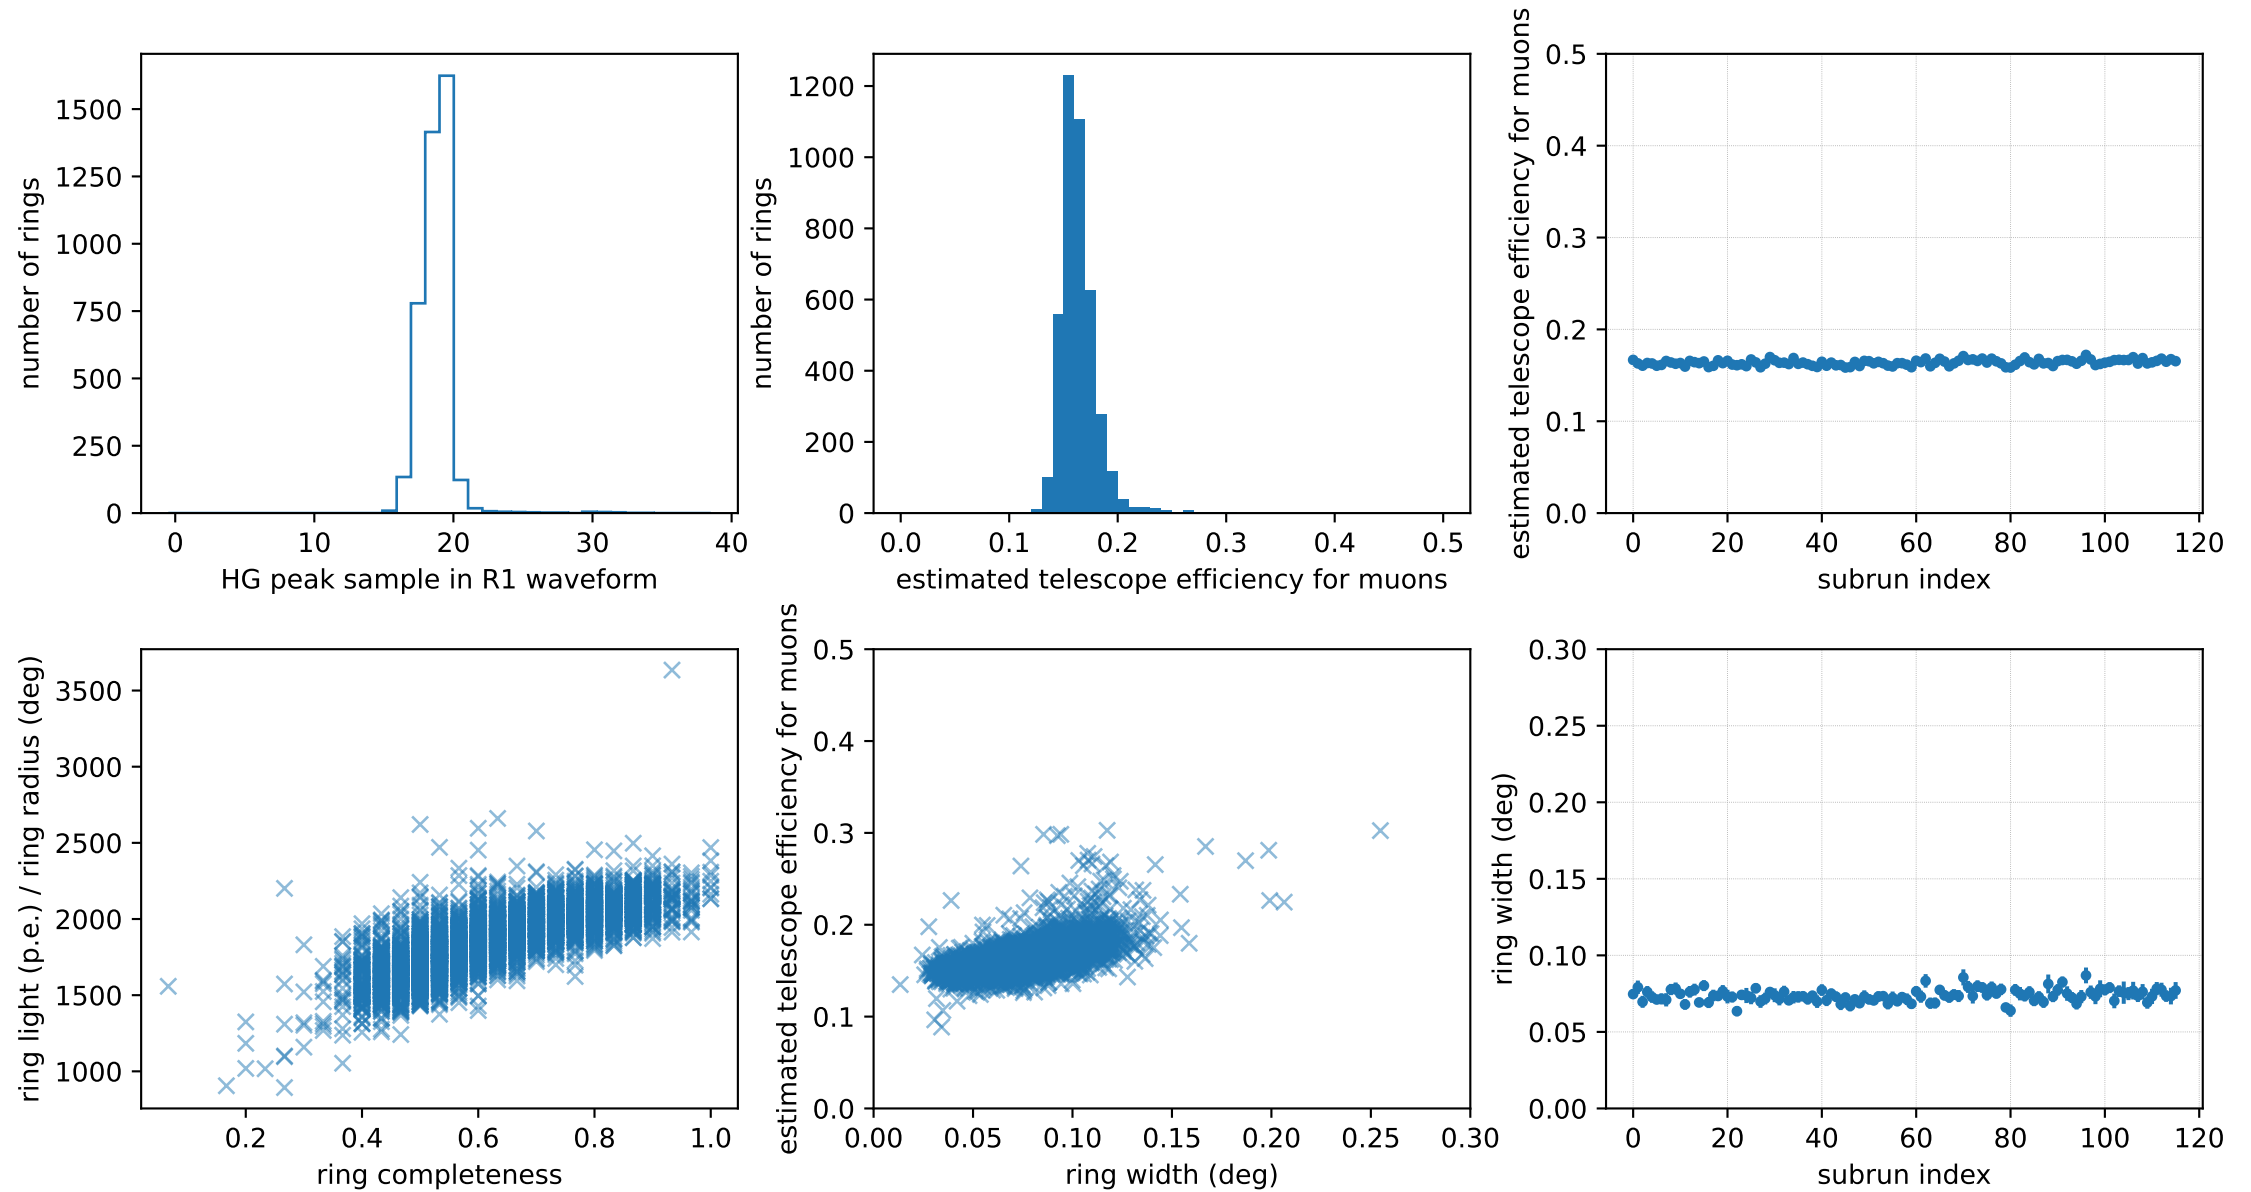 number of rings
1500
1250
1000
750
500
250
0
0 10 20 30 40
HG peak sample in R1 waveform
number of rings
1200
1000
800
600
400
200
0
0.0 0.1 0.2 0.3 0.4 0.5
estimated telescope efficiency for muons
estimated telescope efficiency for muons
0.5
0.4
0.3
0.2
0.1
0.0
0 20 40 60 80 100 120
subrun index
ring light (p.e.) / ring radius (deg)
3500
3000
2500
2000
1500
1000
0.2 0.4 0.6 0.8 1.0
ring completeness
estimated telescope efficiency for muons
0.5
0.4
0.3
0.2
0.1
0.0
0.00 0.05 0.10 0.15 0.20 0.25 0.30
ring width (deg)
ring width (deg)
0.30
0.25
0.20
0.15
0.10
0.05
0.00
0 20 40 60 80 100 120
subrun index